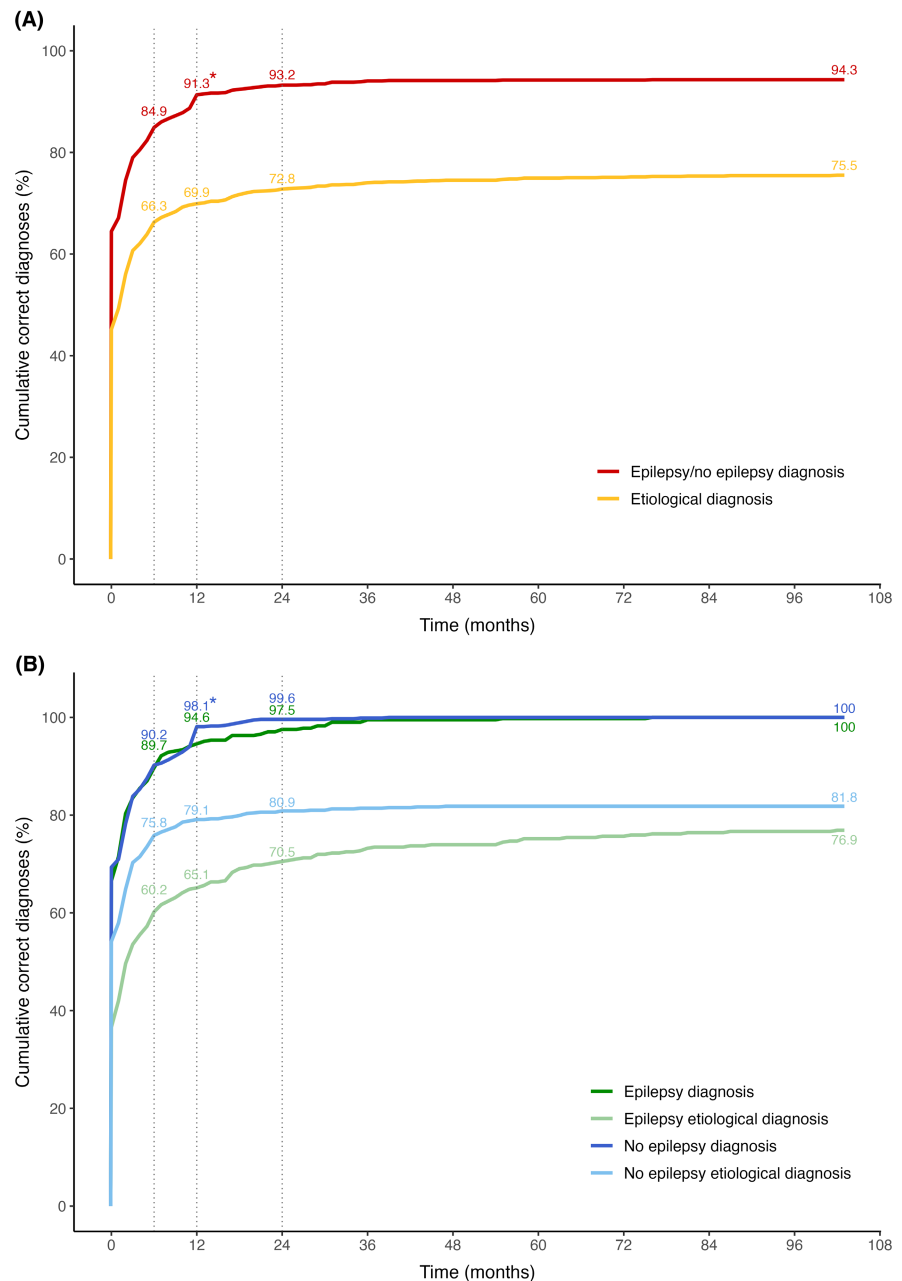 (A)
100
80
60
40
20
0
Cumulative correct diagnoses (%)
84.9
91.3
*
93.2
94.3
66.3
69.9
72.8
75.5
Epilepsy/no epilepsy diagnosis
Etiological diagnosis
0 12 24 36 48 60 72 84 96 108
Time (months)
(B)
100
80
60
40
20
0
Cumulative correct diagnoses (%)
90.2
89.7
98.1
*
94.6
99.6
97.5
100
100
75.8
79.1
80.9
81.8
60.2
65.1
70.5
76.9
Epilepsy diagnosis
Epilepsy etiological diagnosis
No epilepsy diagnosis
No epilepsy etiological diagnosis
0 12 24 36 48 60 72 84 96 108
Time (months)